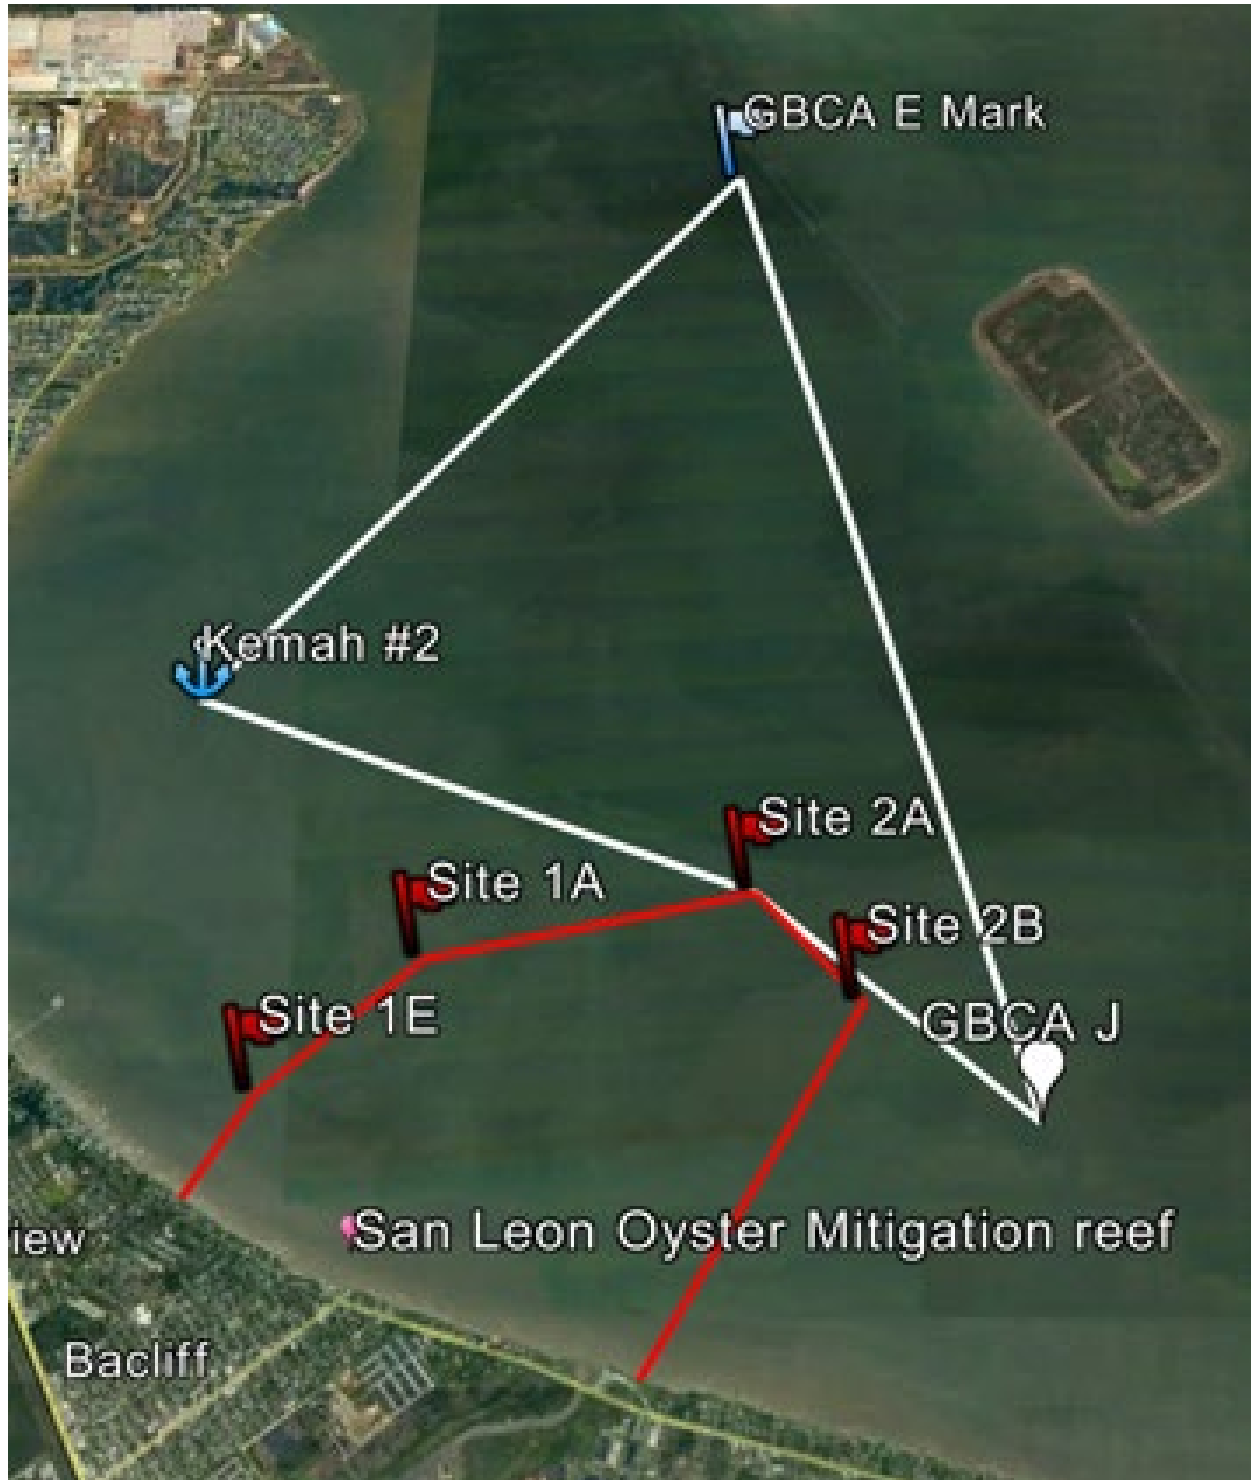 GBCA E Mark
Kemah #2
Site 2A
Site 1A
Site 2B
Site 1E
GBCA J
San Leon Oyster Mitigation reef
iew
Bacliff